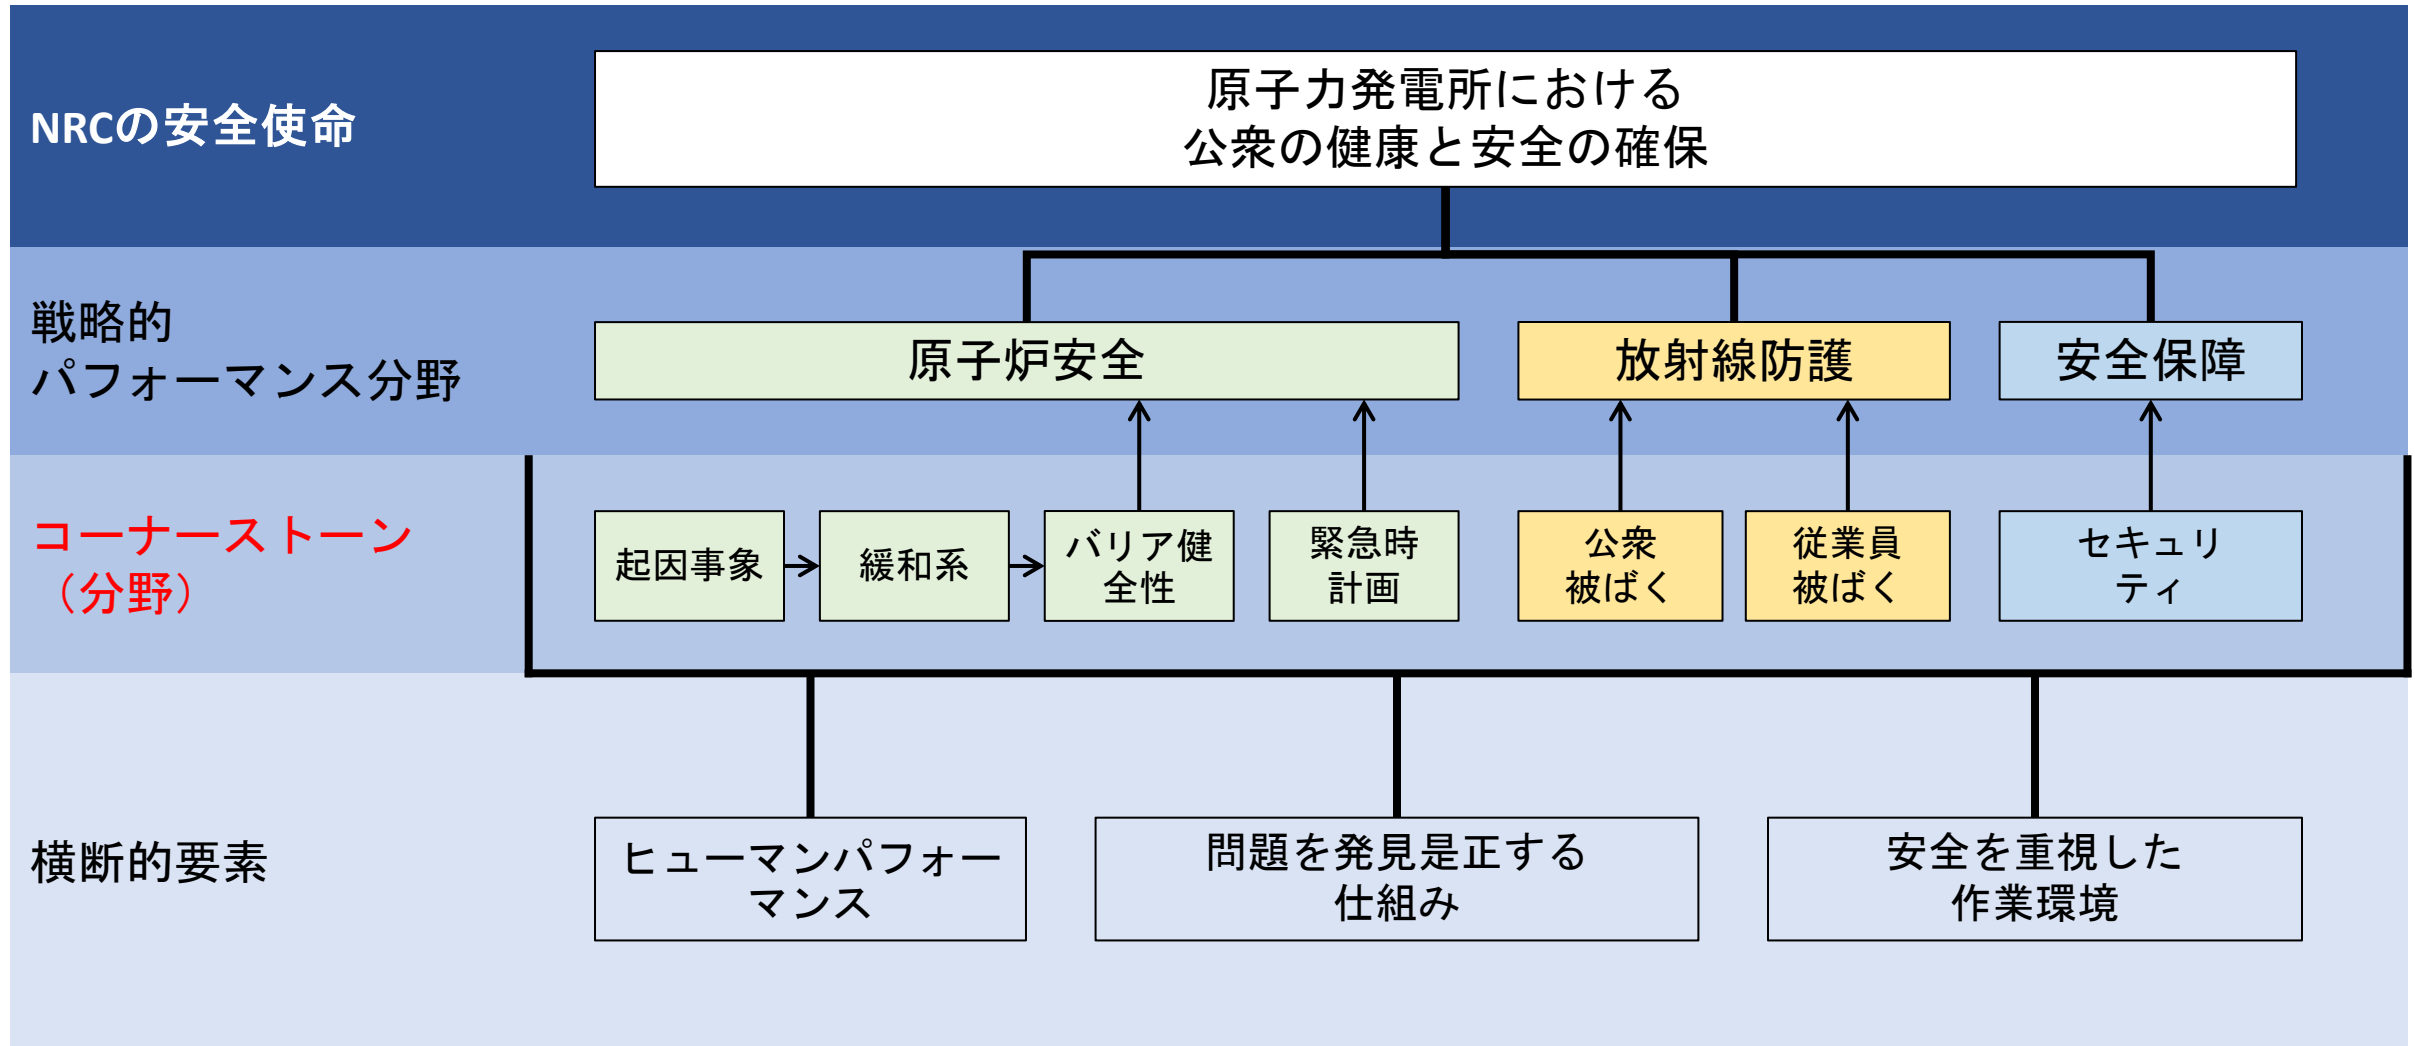 NRCの安全使命
原子力発電所における
公衆の健康と安全の確保
戦略的
パフォーマンス分野
原子炉安全
放射線防護
安全保障
コーナーストーン
（分野）
起因事象
緩和系
バリア健
全性
緊急時
計画
公衆
被ばく
従業員
被ばく
セキュリ
ティ
横断的要素
ヒューマンパフォー
マンス
問題を発見是正する
仕組み
安全を重視した
作業環境